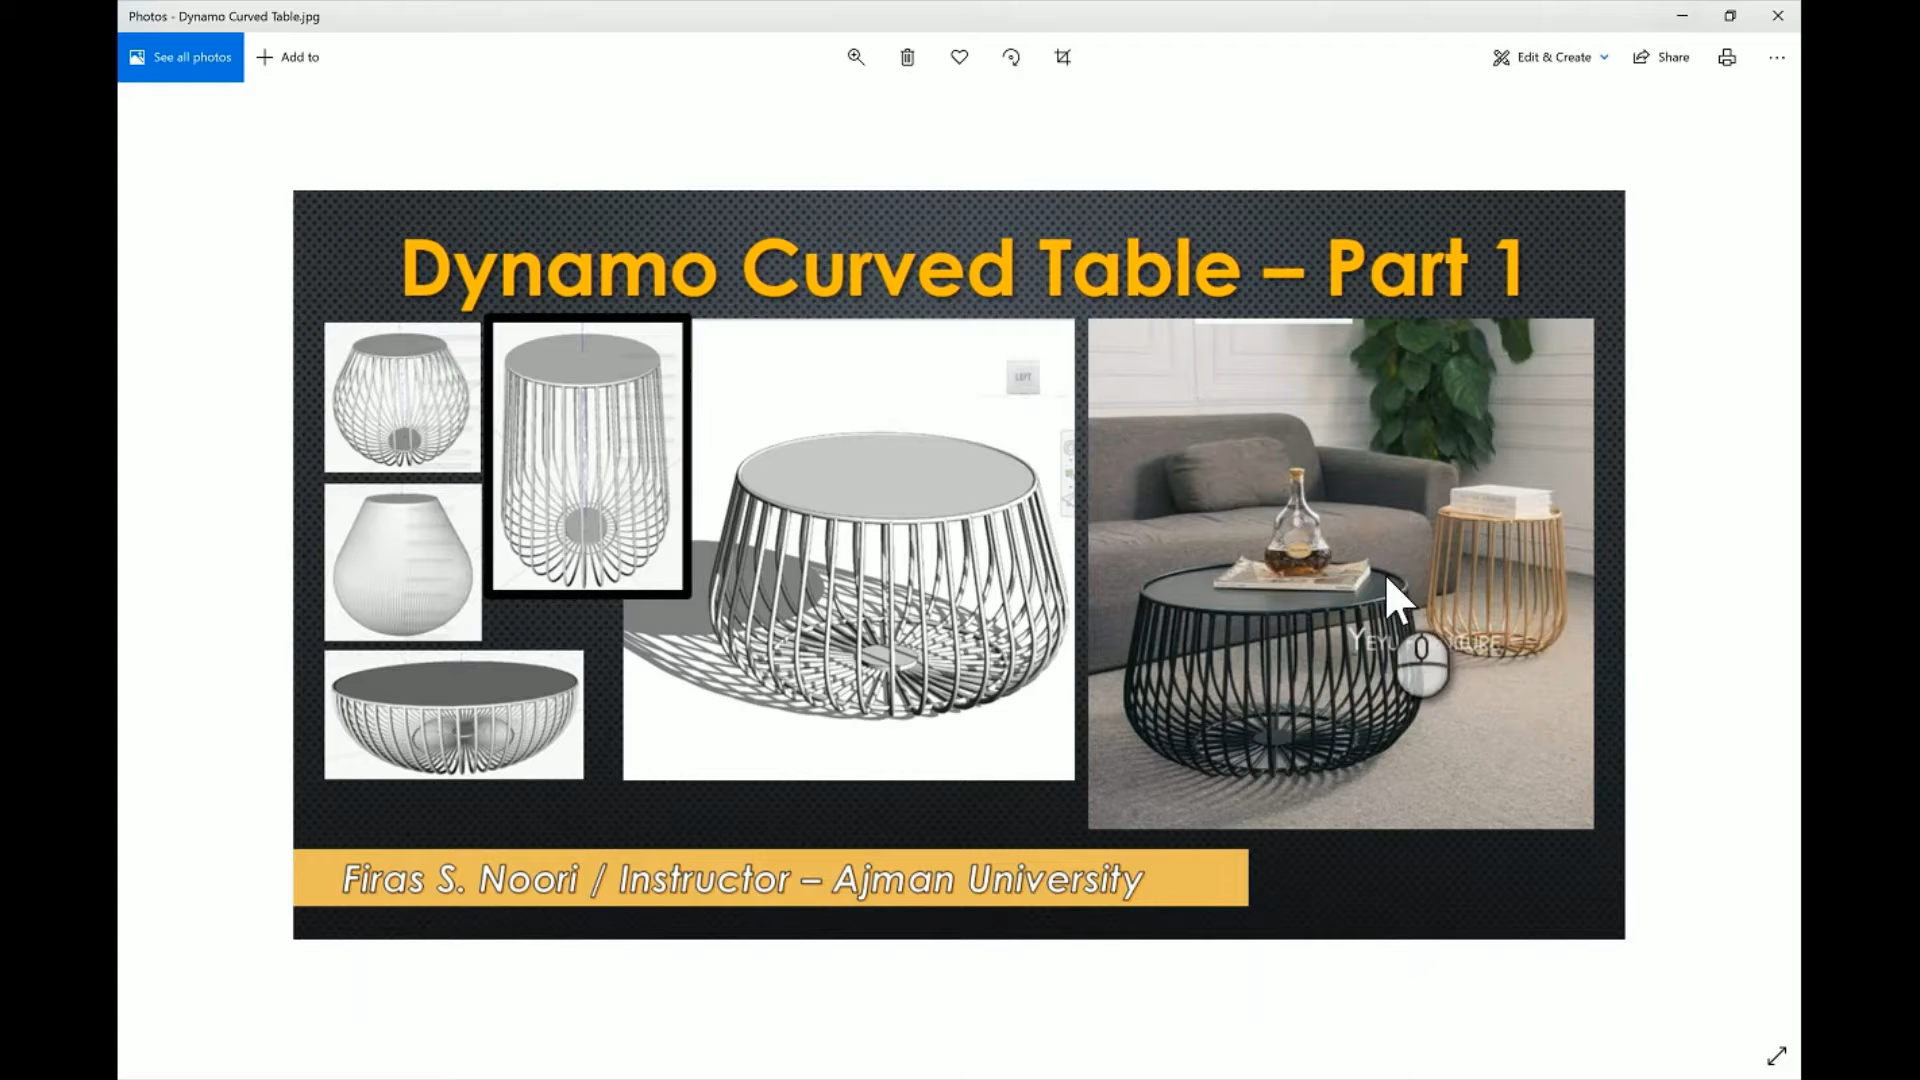 Photos - Dynamo Curved Table.jpg
See all photos
Add to
Edit & Create
Share
Dynamo Curved Table – Part 1
LEFT
Firas S. Noori / Instructor – Ajman University